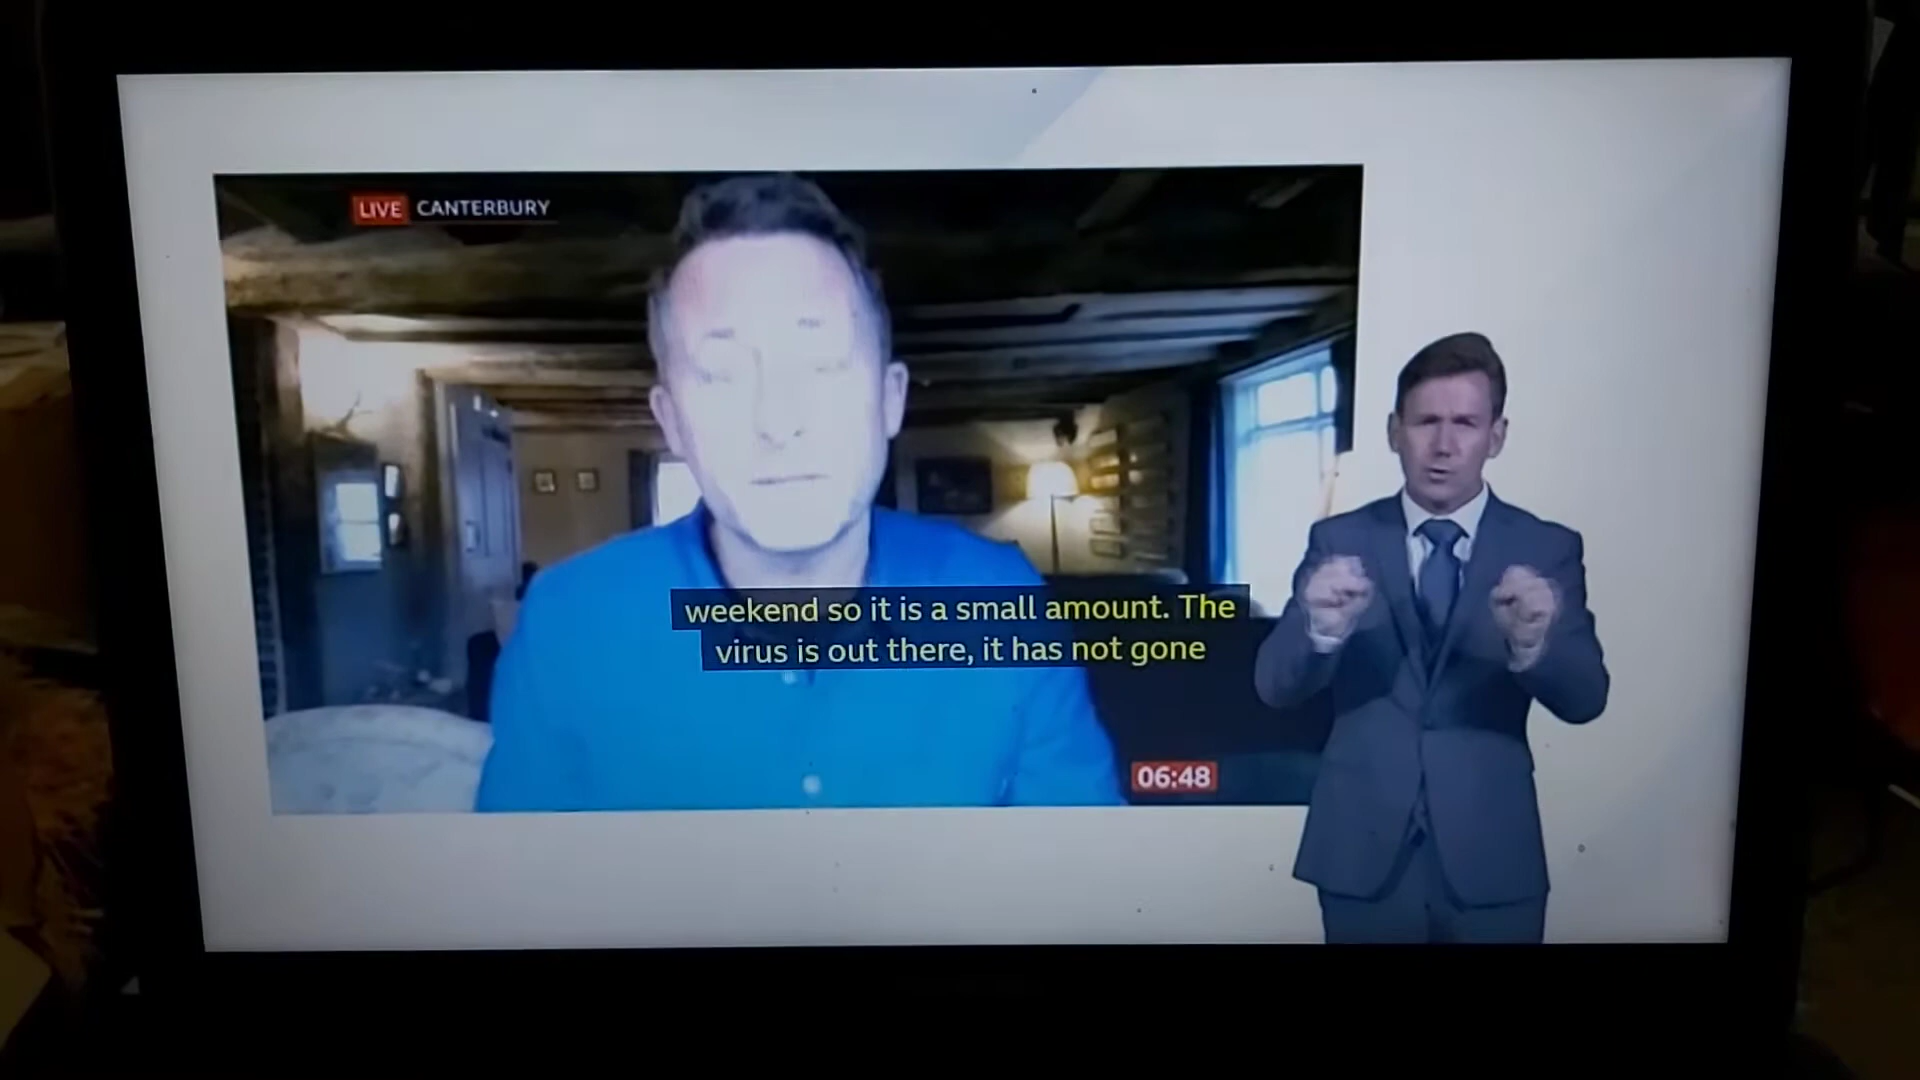 LIVE CANTERBURY
weekend so it is a small amount. The
virus is out there, it has not gone
06:48